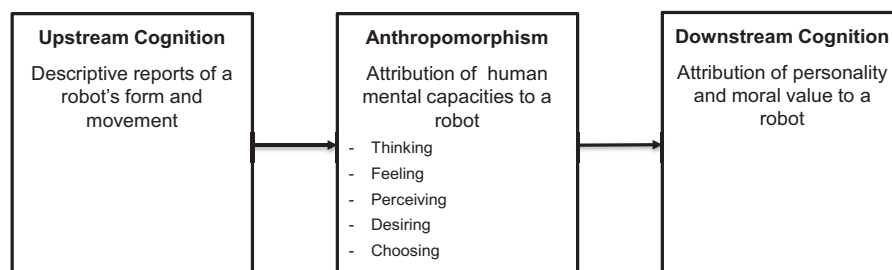 Upstream Cognition
Descriptive reports of a
robot's form and
movement
Anthropomorphism
Attribution of human
mental capacities to a
robot
- Thinking
- Feeling
- Perceiving
- Desiring
- Choosing
Downstream Cognition
Attribution of personality
and moral value to a
robot